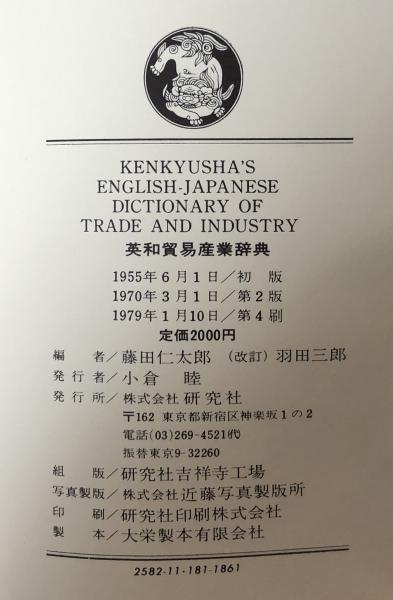 KENKYUSHA'S
ENGLISH-JAPANESE
DICTIONARY OF
TRADE AND INDUSTRY
英和貿易産業辞典
1955年6月1日/初 版
1970年3月1日/第2版
1979年1月10日/第4刷
定価2000円
編 者/藤田仁太郎 (改訂) 羽田三郎
発行者/小倉 睦
発行所/株式会社 研究社
〒162 東京都新宿区神楽坂1の2
電話(03)269-4521(代)
振替東京9-32260
組 版/研究社吉祥寺工場
写真製版/株式会社 近藤写真製版所
印 刷/研究社印刷株式会社
製 本/大栄製本有限会社
2582-11-181-1861